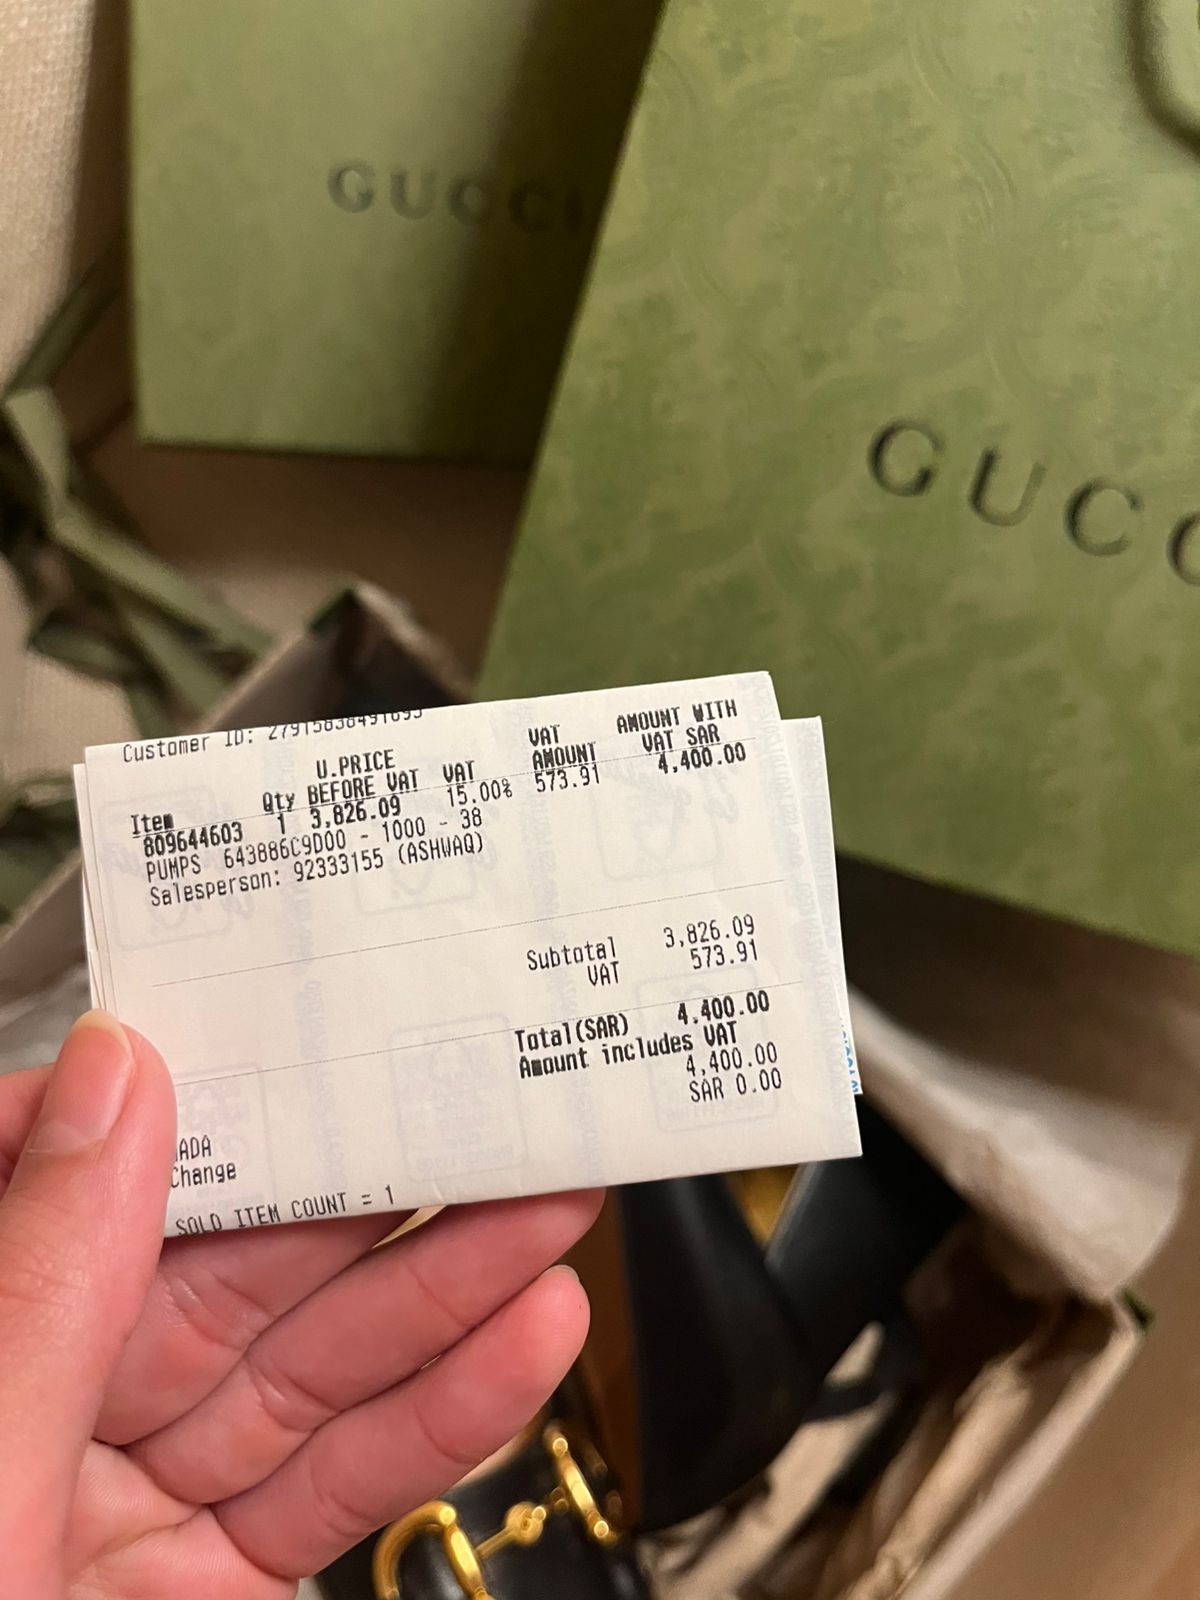 GUCCI
GUCC
Customer ID:
Item Qty U.PRICE BEFORE VAT VAT VAT AMOUNT AMOUNT WITH VAT SAR
809644603 1 3,826.09 15.00% 573.91 4,400.00
PUMPS 643886C9D00 - 1000 - 38
Salesperson: 92333155 (ASHWAQ)
Subtotal 3,826.09
VAT 573.91
Total(SAR) 4,400.00
Amount includes VAT
ADA 4,400.00
Change SAR 0.00
SOLD ITEM COUNT = 1